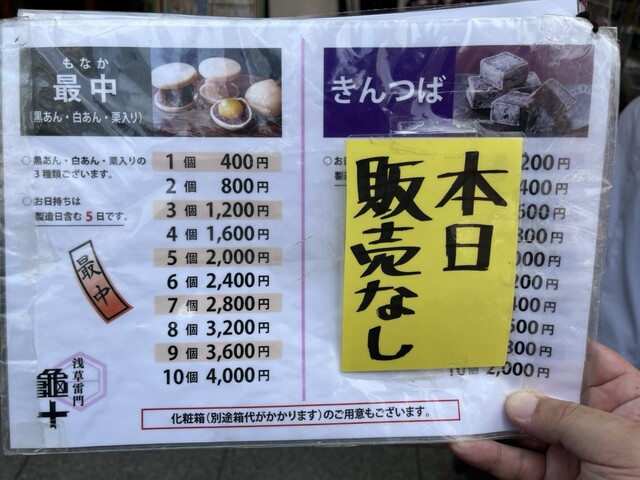 もなか
最中
(黒あん・白あん・栗入り)
○黒あん・白あん・栗入りの
3種類ございます。
○お日持ちは
製造日含む5日です。
最中
浅草雷門
亀十
1個 400円
2個 800円
3個 1,200円
4個 1,600円
5個 2,000円
6個 2,400円
7個 2,800円
8個 3,200円
9個 3,600円
10個 4,000円
きんつば
○お日
製造
本日
販売なし
200円
400円
600円
800円
000円
200円
400円
600円
800円
10個 2,000円
化粧箱(別途箱代がかかります)のご用意もございます。